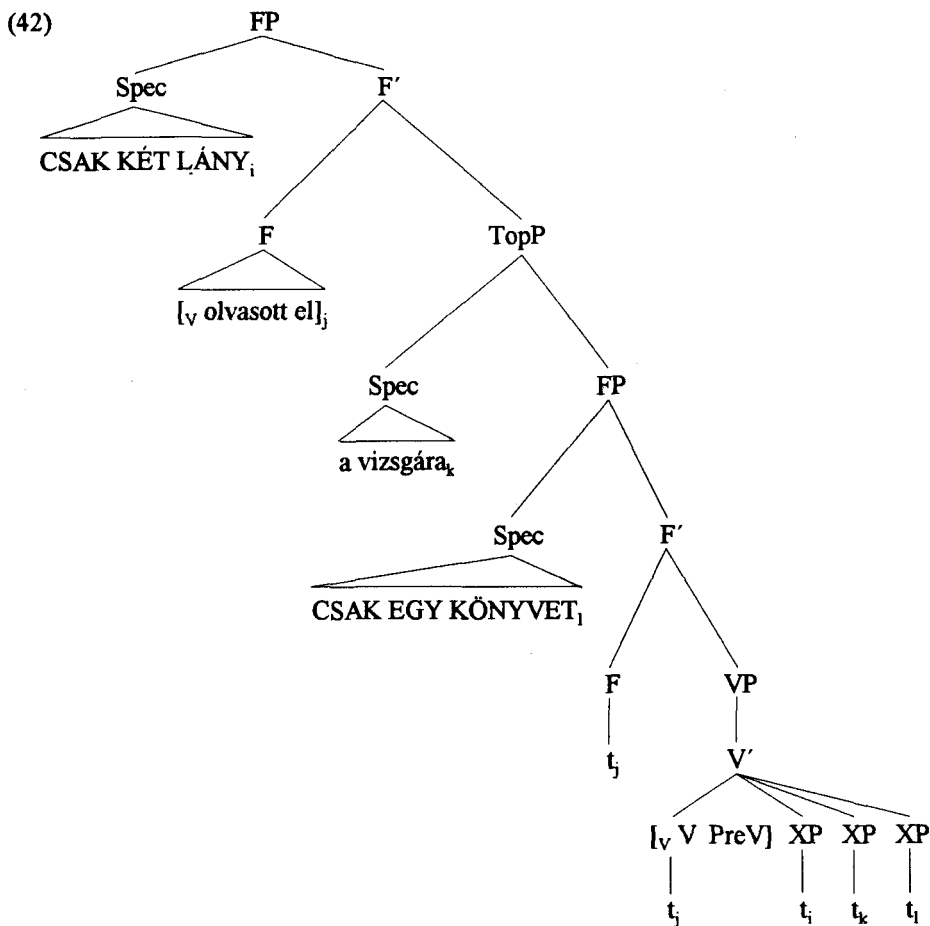 (42) FP
Spec F′
CSAK KÉT LÁNYi
F TopP
[V olvasott el]j
Spec FP
a vizsgárak
Spec F′
CSAK EGY KÖNYVETl
F VP
tj V′
[V V PreV] XP XP XP
tj ti tk tl